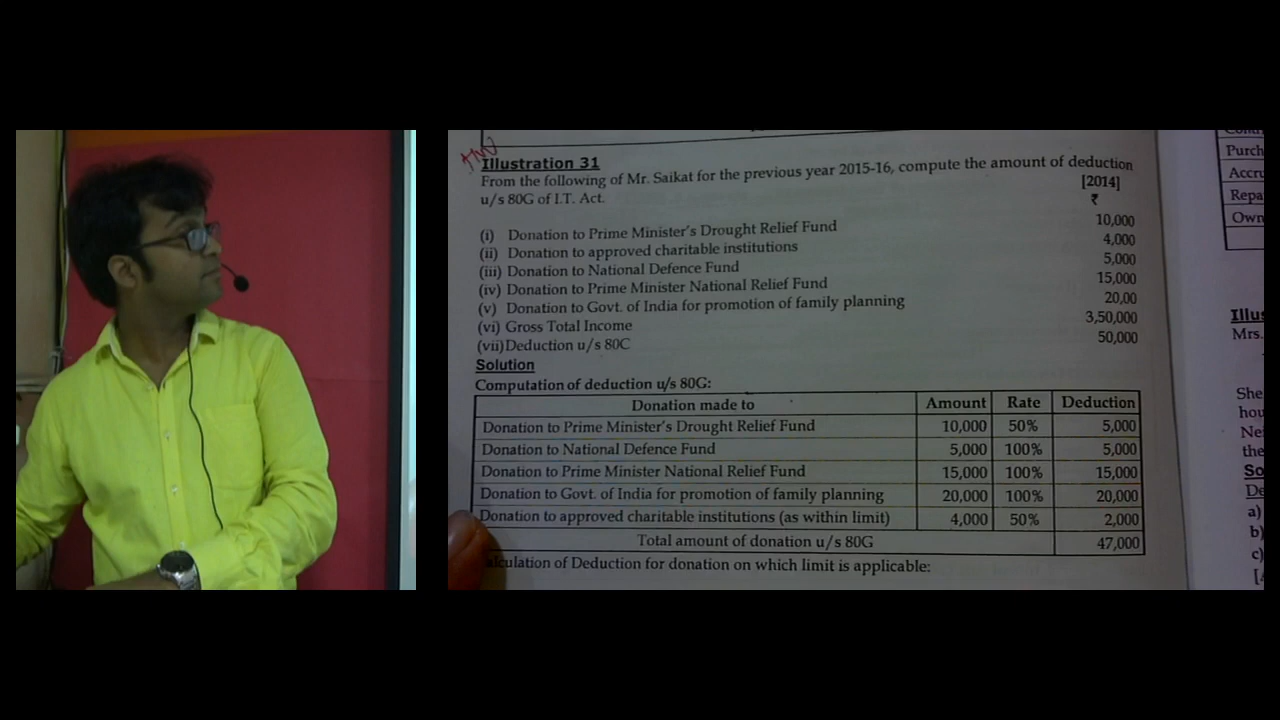 Illustration 31
From the following of Mr. Saikat for the previous year 2015-16, compute the amount of deduction
u/s 80G of I.T. Act. [2014]
₹
(i) Donation to Prime Minister's Drought Relief Fund 10,000
(ii) Donation to approved charitable institutions 4,000
(iii) Donation to National Defence Fund 5,000
(iv) Donation to Prime Minister National Relief Fund 15,000
(v) Donation to Govt. of India for promotion of family planning 20,00
(vi) Gross Total Income 3,50,000
(vii) Deduction u/s 80C 50,000
Solution
Computation of deduction u/s 80G:
Donation made to Amount Rate Deduction
Donation to Prime Minister's Drought Relief Fund 10,000 50% 5,000
Donation to National Defence Fund 5,000 100% 5,000
Donation to Prime Minister National Relief Fund 15,000 100% 15,000
Donation to Govt. of India for promotion of family planning 20,000 100% 20,000
Donation to approved charitable institutions (as within limit) 4,000 50% 2,000
Total amount of donation u/s 80G 47,000
alculation of Deduction for donation on which limit is applicable:
Purch
Accru
Repa
Own
Illus
Mrs.
She
hou
Nei
the
So
De
a)
b)
c)